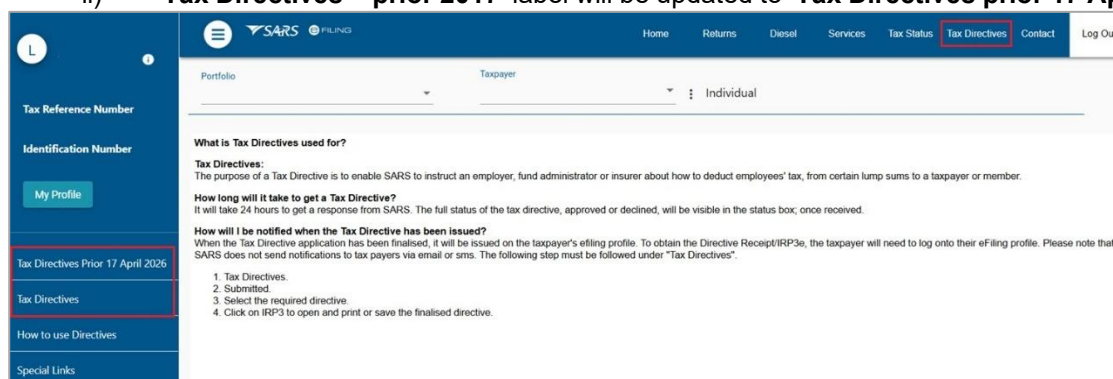 "Tax Directives – prior 2017" label will be updated to "Tax Directives prior 17
L
SARS eFILING
Home Returns Diesel Services Tax Status Tax Directives Contact Log Ou
Portfolio
Taxpayer
Individual
Tax Reference Number
Identification Number
My Profile
Tax Directives Prior 17 April 2026
Tax Directives
How to use Directives
Special Links
What is Tax Directives used for?
Tax Directives:
The purpose of a Tax Directive is to enable SARS to instruct an employer, fund administrator or insurer about how to deduct employees' tax, from certain lump sums to a taxpayer or member.
How long will it take to get a Tax Directive?
It will take 24 hours to get a response from SARS. The full status of the tax directive, approved or declined, will be visible in the status box; once received.
How will I be notified when the Tax Directive has been issued?
When the Tax Directive application has been finalised, it will be issued on the taxpayer's efiling profile. To obtain the Directive Receipt/IRP3e, the taxpayer will need to log onto their eFiling profile. Please note that
SARS does not send notifications to tax payers via email or sms. The following step must be followed under "Tax Directives".
1. Tax Directives.
2. Submitted.
3. Select the required directive.
4. Click on IRP3 to open and print or save the finalised directive.